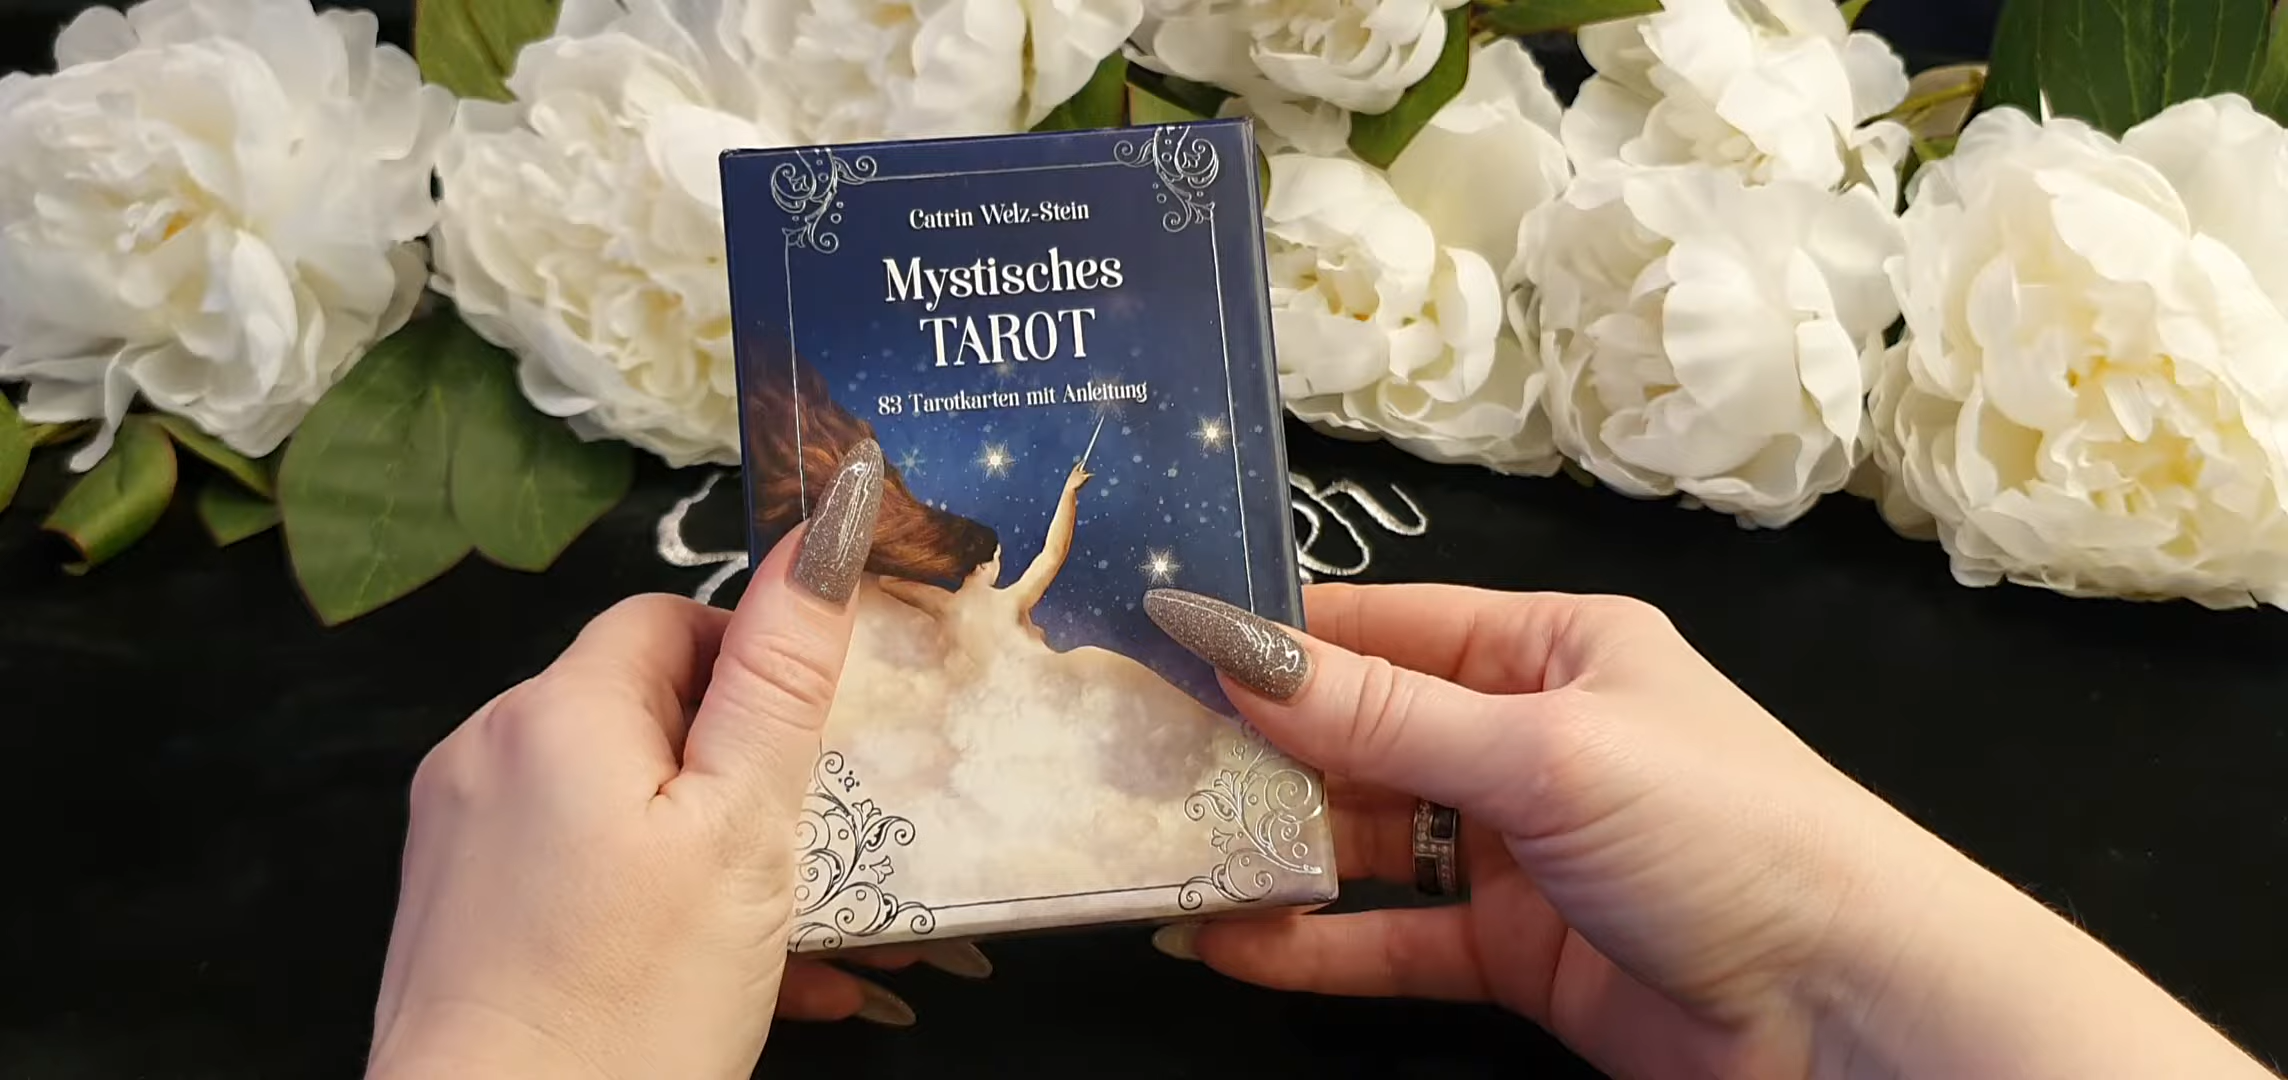 Catrin Welz-Stein
Mystisches
TAROT
83 Tarotkarten mit Anleitung